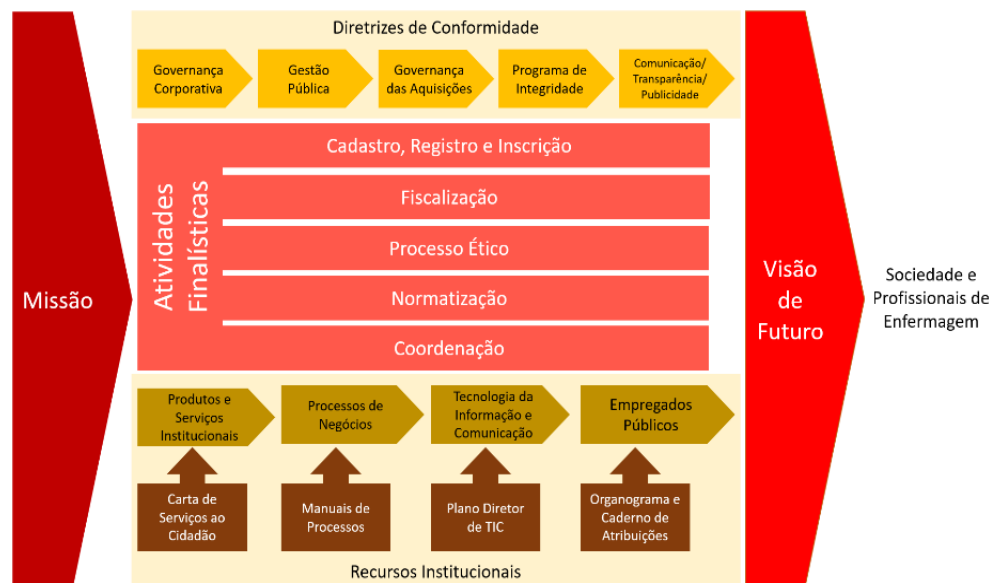 Diretrizes de Conformidade
Governança
Corporativa
Gestão
Pública
Governança
das Aquisições
Programa de
Integridade
Comunicação/
Transparência/
Publicidade
Missão
Atividades
Finalísticas
Cadastro, Registro e Inscrição
Fiscalização
Processo Ético
Normatização
Coordenação
Visão
de
Futuro
Sociedade e
Profissionais de
Enfermagem
Produtos e
Serviços
Institucionais
Processos de
Negócios
Tecnologia da
Informação e
Comunicação
Empregados
Públicos
Carta de
Serviços ao
Cidadão
Manuais de
Processos
Plano Diretor
de TIC
Organograma e
Caderno de
Atribuições
Recursos Institucionais